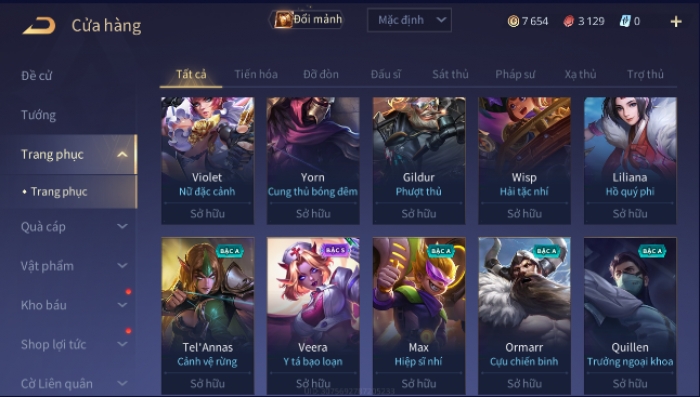 Cửa hàng
Đổi mảnh
Mặc định
7 654
3 129
0
Đề cử
Tướng
Trang phục
Trang phục
Quà cáp
Vật phẩm
Kho báu
Shop lợi tức
Cờ Liên quân
Tất cả Tiến hóa Đỡ đòn Đấu sĩ Sát thủ Pháp sư Xạ thủ Trợ thủ
Violet
Nữ đặc cảnh
Sở hữu
Yorn
Cung thủ bóng đêm
Sở hữu
Gildur
Phượt thủ
Sở hữu
Wisp
Hải tặc nhí
Sở hữu
Liliana
Hồ quý phi
Sở hữu
BẬC A
Tel'Annas
Cảnh vệ rừng
Sở hữu
BẬC S
Veera
Y tá bạo loạn
Sở hữu
BẬC A
Max
Hiệp sĩ nhí
Sở hữu
BẬC A
Ormarr
Cựu chiến binh
Sở hữu
BẬC A
Quillen
Trưởng ngoại khoa
Sở hữu